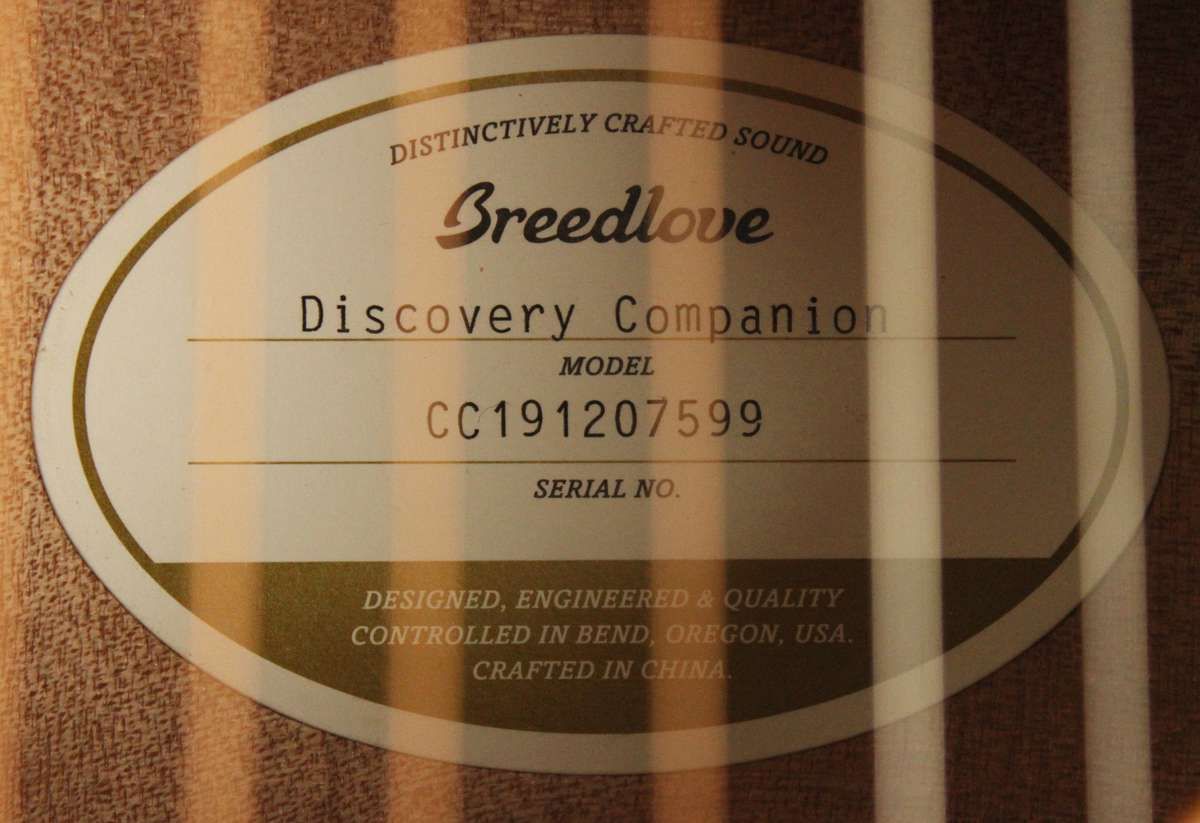 DISTINCTIVELY CRAFTED SOUND
Breedlove
Discovery Companion
MODEL
CC191207599
SERIAL NO.
DESIGNED, ENGINEERED & QUALITY
CONTROLLED IN BEND, OREGON, USA.
CRAFTED IN CHINA.